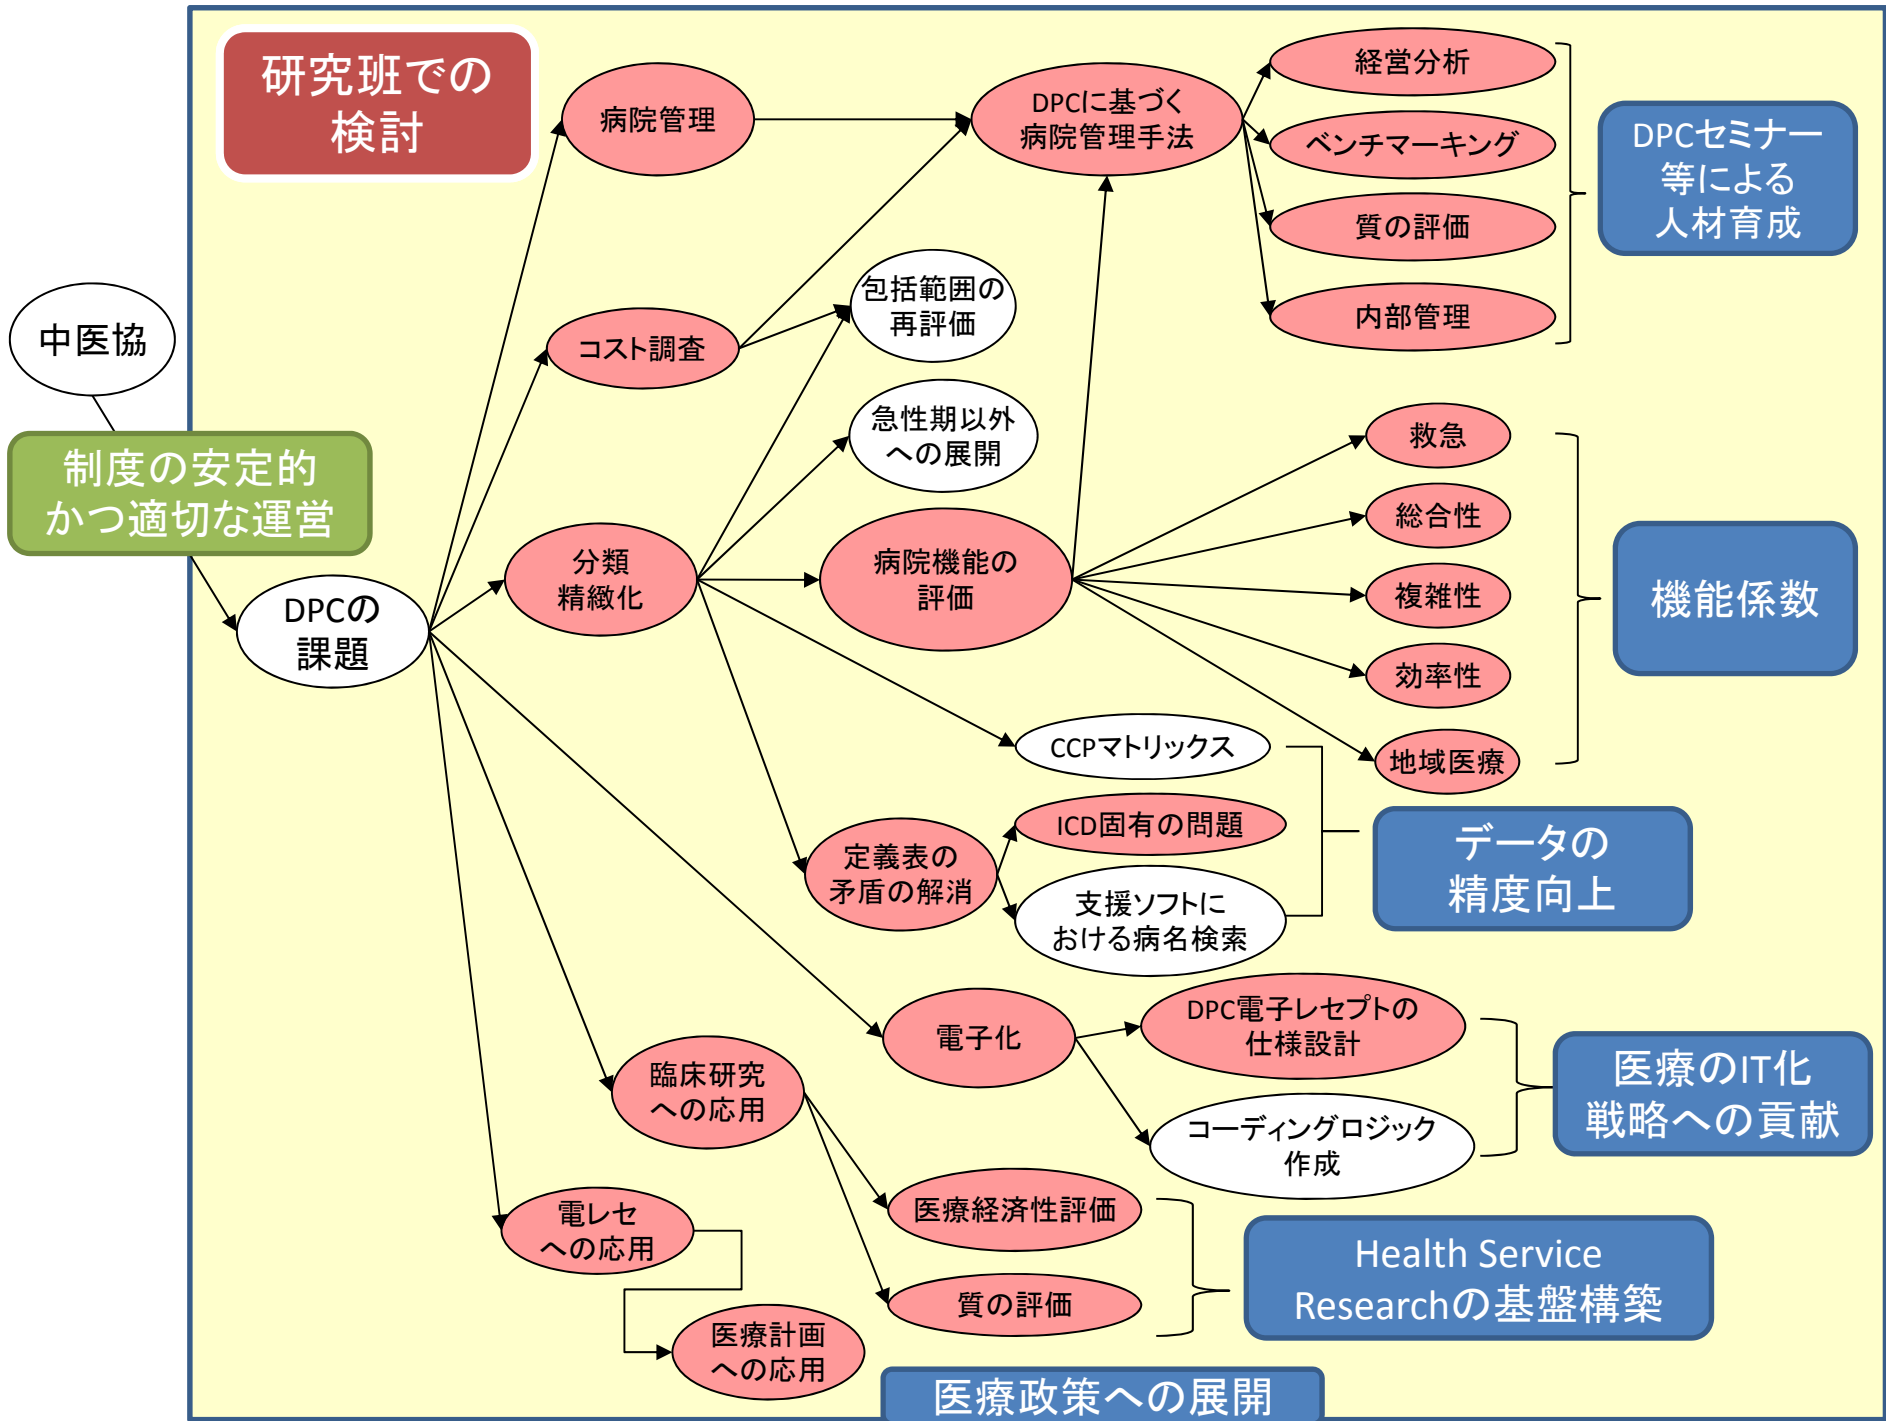 研究班での
検討
中医協
制度の安定的
かつ適切な運営
DPCの
課題
病院管理
コスト調査
分類
精緻化
臨床研究
への応用
電レセ
への応用
医療計画
への応用
DPCに基づく
病院管理手法
包括範囲の
再評価
急性期以外
への展開
病院機能の
評価
CCPマトリックス
定義表の
矛盾の解消
ICD固有の問題
支援ソフトに
おける病名検索
電子化
DPC電子レセプトの
仕様設計
コーディングロジック
作成
医療経済性評価
質の評価
経営分析
ベンチマーキング
質の評価
内部管理
救急
総合性
複雑性
効率性
地域医療
DPCセミナー
等による
人材育成
機能係数
データの
精度向上
医療のIT化
戦略への貢献
Health Service
Researchの基盤構築
医療政策への展開